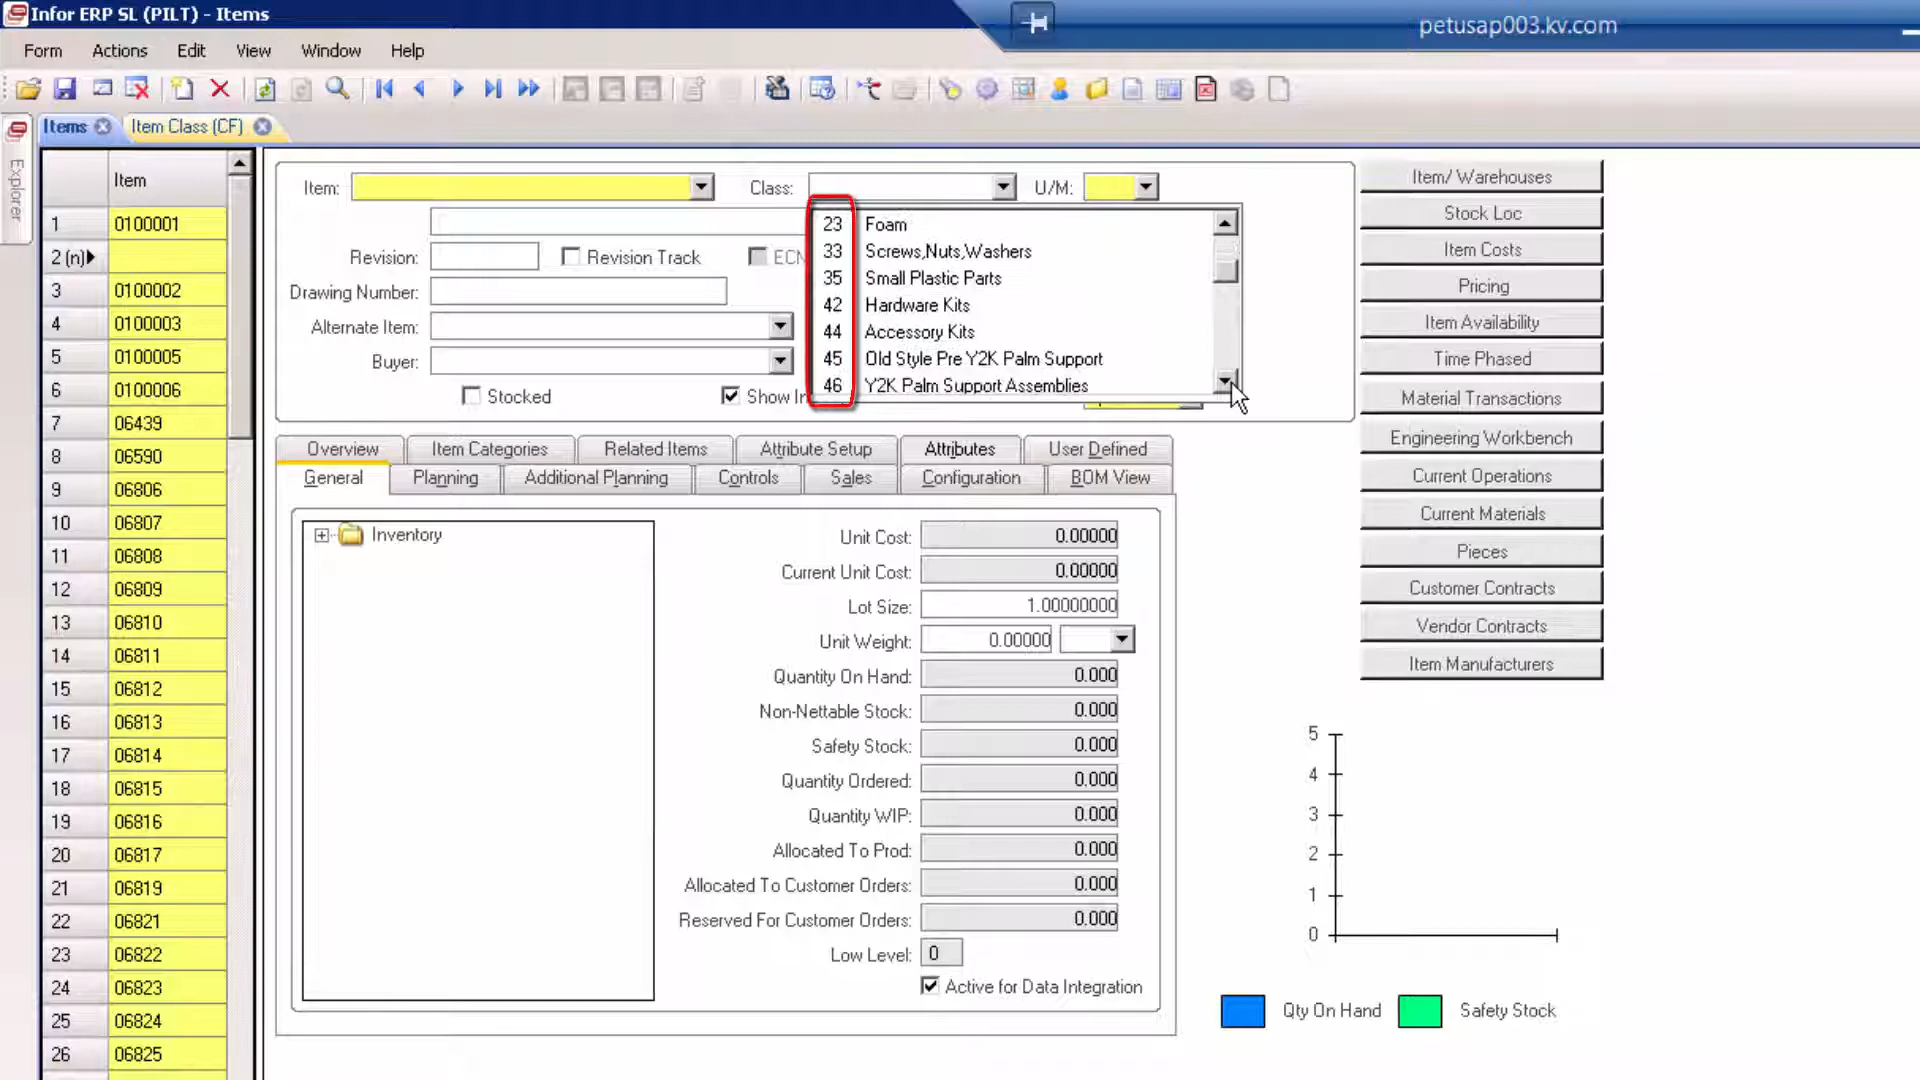 Infor ERP SL (PILT) - Items
petusap003.kv.com
Form Actions Edit View Window Help
Items Item Class (CF)
Explorer
Item
1 0100001
2 (n)
3 0100002
4 0100003
5 0100005
6 0100006
7 06439
8 06590
9 06806
10 06807
11 06808
12 06809
13 06810
14 06811
15 06812
16 06813
17 06814
18 06815
19 06816
20 06817
21 06819
22 06821
23 06822
24 06823
25 06824
26 06825
Item: Class: U/M:
23 Foam
33 Screws,Nuts,Washers
35 Small Plastic Parts
42 Hardware Kits
44 Accessory Kits
45 Old Style Pre Y2K Palm Support
46 Y2K Palm Support Assemblies
Revision: Revision Track ECN
Drawing Number:
Alternate Item:
Buyer:
Stocked Show In
Overview Item Categories Related Items Attribute Setup Attributes User Defined
General Planning Additional Planning Controls Sales Configuration BOM View
Inventory
Unit Cost: 0.00000
Current Unit Cost: 0.00000
Lot Size: 1.00000000
Unit Weight: 0.00000
Quantity On Hand: 0.000
Non-Nettable Stock: 0.000
Safety Stock: 0.000
Quantity Ordered: 0.000
Quantity WIP: 0.000
Allocated To Prod: 0.000
Allocated To Customer Orders: 0.000
Reserved For Customer Orders: 0.000
Low Level: 0
Active for Data Integration
Item/ Warehouses
Stock Loc
Item Costs
Pricing
Item Availability
Time Phased
Material Transactions
Engineering Workbench
Current Operations
Current Materials
Pieces
Customer Contracts
Vendor Contracts
Item Manufacturers
5
4
3
2
1
0
Qty On Hand Safety Stock